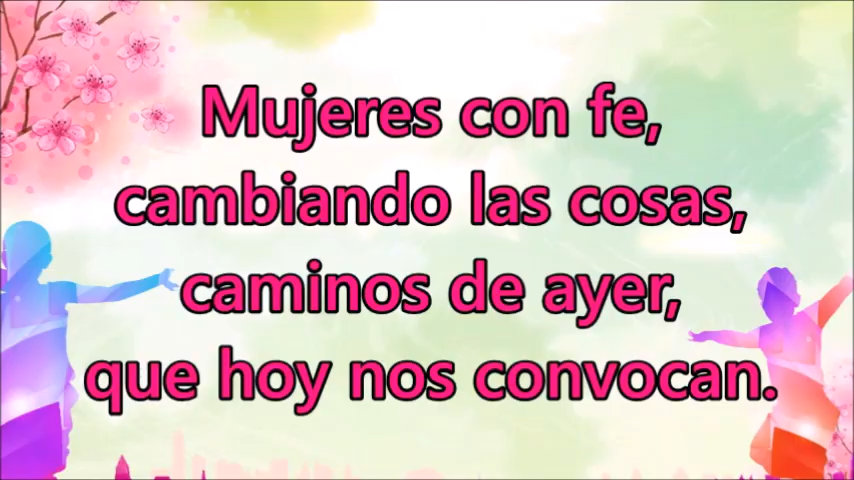 Mujeres con fe,
cambiando las cosas,
caminos de ayer,
que hoy nos convocan.